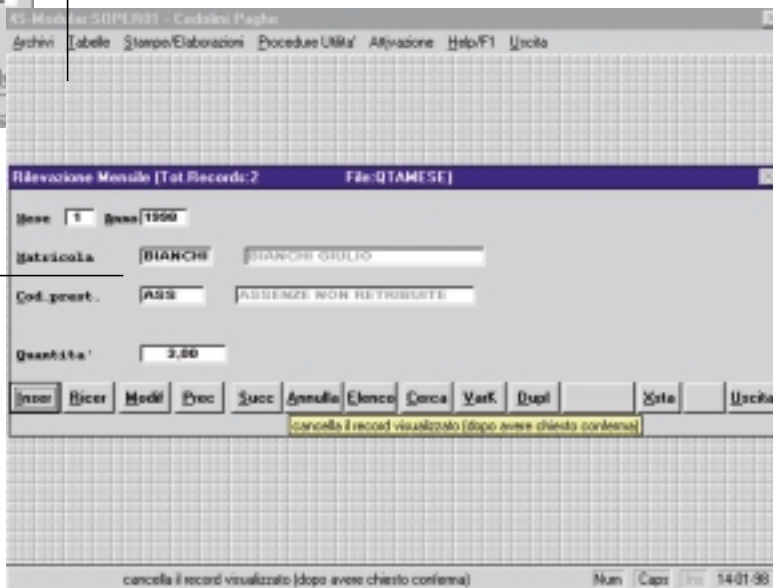 4S-Modular:SOPER01 - Cedolini Paghe
Archivi Tabelle Stampe/Elaborazioni Procedure Utilita' Attivazione Help/F1 Uscita
Rilevazione Mensile (Tot.Records:2 File:QTAMESE)
Mese 1 Anno 1998
Matricola BIANCHI BIANCHI GIULIO
Cod.prest. ASS ASSENZE NON RETRIBUITE
Quantita' 3,00
Inser Ricer Modif Prec Succ Annulla Elenco Cerca VarK Dupl Xsta Uscita
cancella il record visualizzato (dopo avere chiesto conferma)
cancella il record visualizzato (dopo avere chiesto conferma) Num Caps Ins 14-01-98